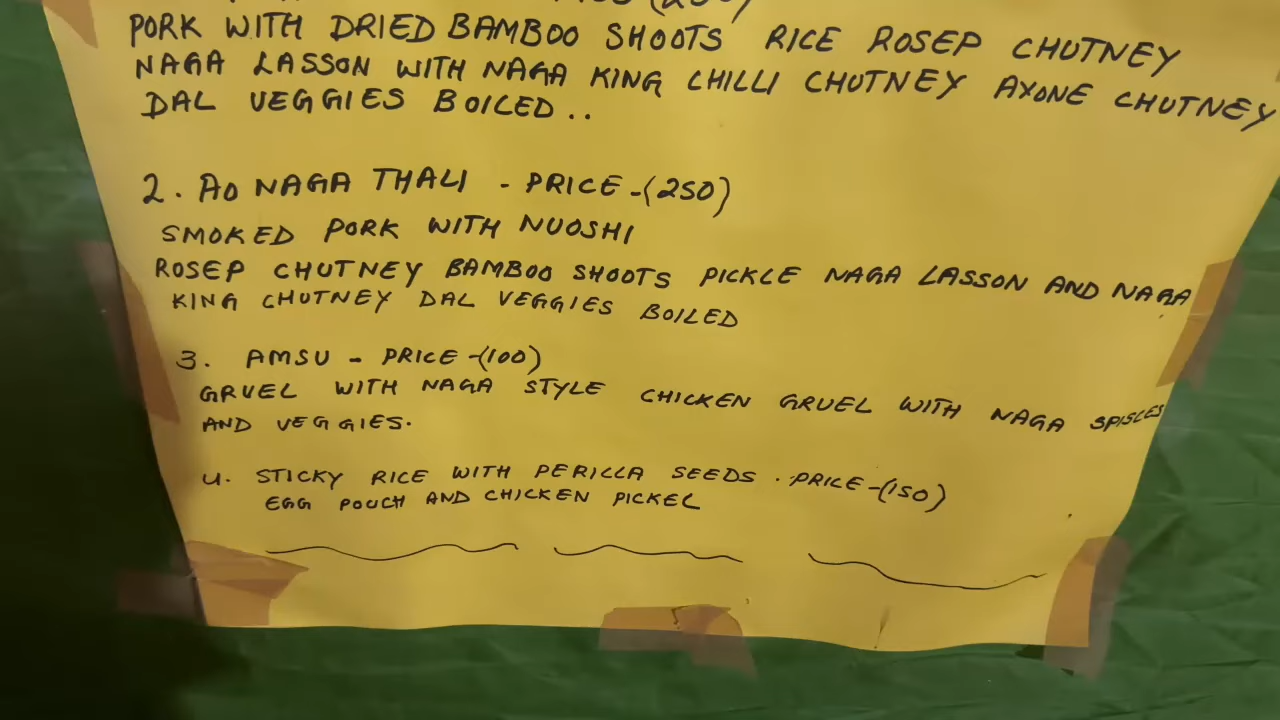 PORK WITH DRIED BAMBOO SHOOTS RICE ROSEP CHUTNEY
NAGA LASSON WITH NAGA KING CHILLI CHUTNEY AXONE CHUTNEY
DAL VEGGIES BOILED..
2. AO NAGA THALI - PRICE -(250)
SMOKED PORK WITH NUOSHI
ROSEP CHUTNEY BAMBOO SHOOTS PICKLE NAGA LASSON AND NAGA
KING CHUTNEY DAL VEGGIES BOILED
3. AMSU - PRICE -(100)
GRUEL WITH NAGA STYLE CHICKEN GRUEL WITH NAGA SPISCES
AND VEGGIES.
4. STICKY RICE WITH PERILLA SEEDS . PRICE -(150)
EGG POUCH AND CHICKEN PICKEL